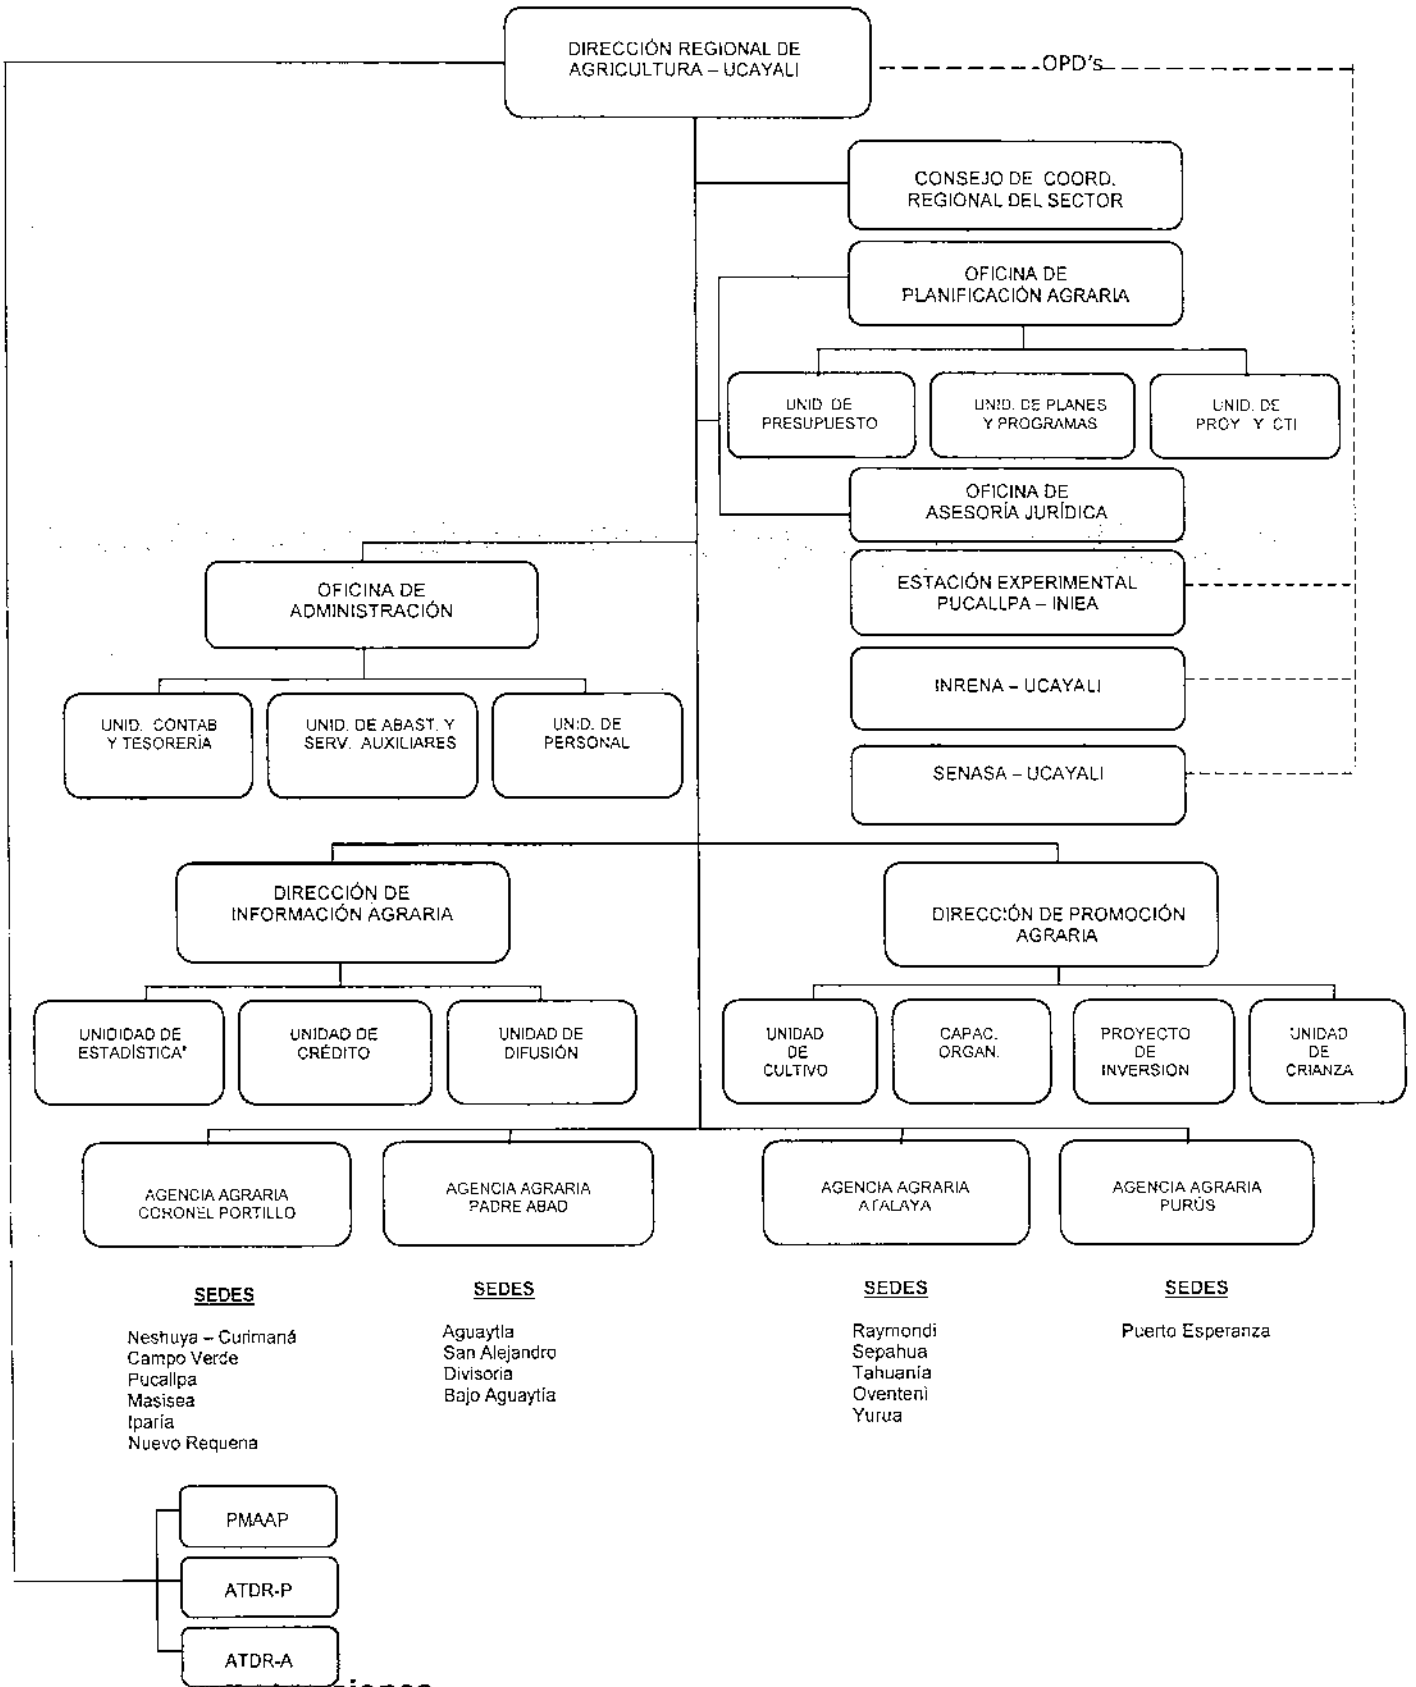 DIRECCIÓN REGIONAL DE
AGRICULTURA – UCAYALI
OPD's
CONSEJO DE COORD.
REGIONAL DEL SECTOR
OFICINA DE
PLANIFICACIÓN AGRARIA
UNID DE
PRESUPUESTO
UNID. DE PLANES
Y PROGRAMAS
UNID. DE
PROY Y CTI
OFICINA DE
ASESORÍA JURÍDICA
OFICINA DE
ADMINISTRACIÓN
ESTACIÓN EXPERIMENTAL
PUCALLPA – INIEA
INRENA – UCAYALI
UNID. CONTAB
Y TESORERÍA
UNID. DE ABAST. Y
SERV. AUXILIARES
UNID. DE
PERSONAL
SENASA – UCAYALI
DIRECCIÓN DE
INFORMACIÓN AGRARIA
DIRECCIÓN DE PROMOCIÓN
AGRARIA
UNIDIDAD DE
ESTADÍSTICA*
UNIDAD DE
CRÉDITO
UNIDAD DE
DIFUSIÓN
UNIDAD
DE
CULTIVO
CAPAC.
ORGAN.
PROYECTO
DE
INVERSION
UNIDAD
DE
CRIANZA
AGENCIA AGRARIA
CORONEL PORTILLO
AGENCIA AGRARIA
PADRE ABAD
AGENCIA AGRARIA
ATALAYA
AGENCIA AGRARIA
PURÚS
SEDES
Neshuya – Curimaná
Campo Verde
Pucallpa
Masisea
Iparía
Nuevo Requena
SEDES
Aguaytía
San Alejandro
Divisoria
Bajo Aguaytía
SEDES
Raymondi
Sepahua
Tahuanía
Oventeni
Yurua
SEDES
Puerto Esperanza
PMAAP
ATDR-P
ATDR-A